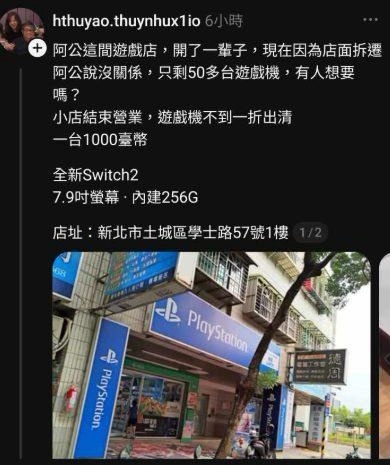 hthuyao.thuynhux1io 6小時
阿公這間遊戲店，開了一輩子，現在因為店面拆遷
阿公說沒關係，只剩50多台遊戲機，有人想要
嗎？
小店結束營業，遊戲機不到一折出清
一台1000臺幣
全新Switch2
7.9吋螢幕 · 內建256G
店址：新北市土城區學士路57號1樓 1/2
PlayStation
PlayStation.
德周